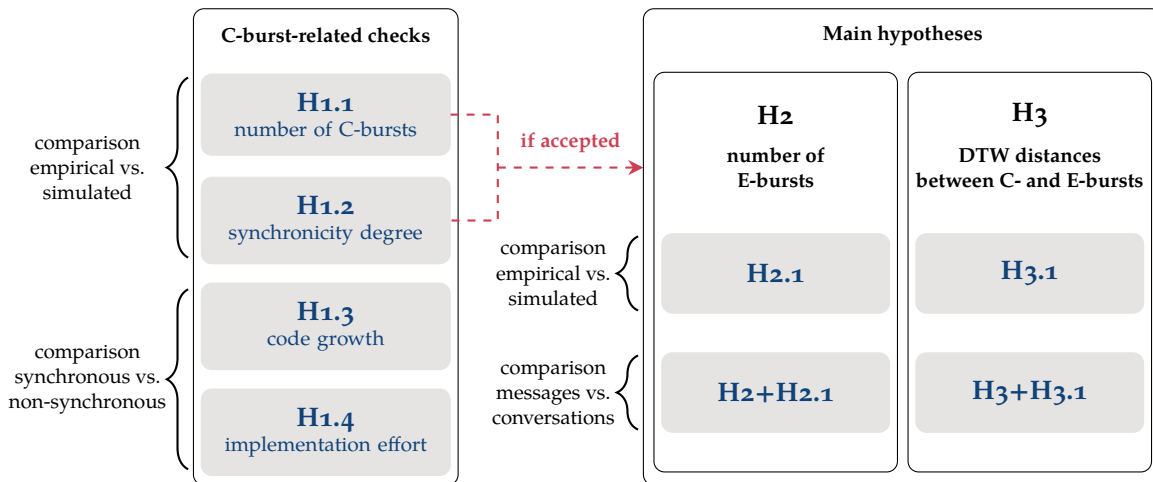 C-burst-related checks
comparison
empirical vs.
simulated
H1.1
number of C-bursts
H1.2
synchronicity degree
comparison
synchronous vs.
non-synchronous
H1.3
code growth
H1.4
implementation effort
if accepted
Main hypotheses
H2
number of
E-bursts
H3
DTW distances
between C- and E-bursts
comparison
empirical vs.
simulated
H2.1
H3.1
comparison
messages vs.
conversations
H2+H2.1
H3+H3.1